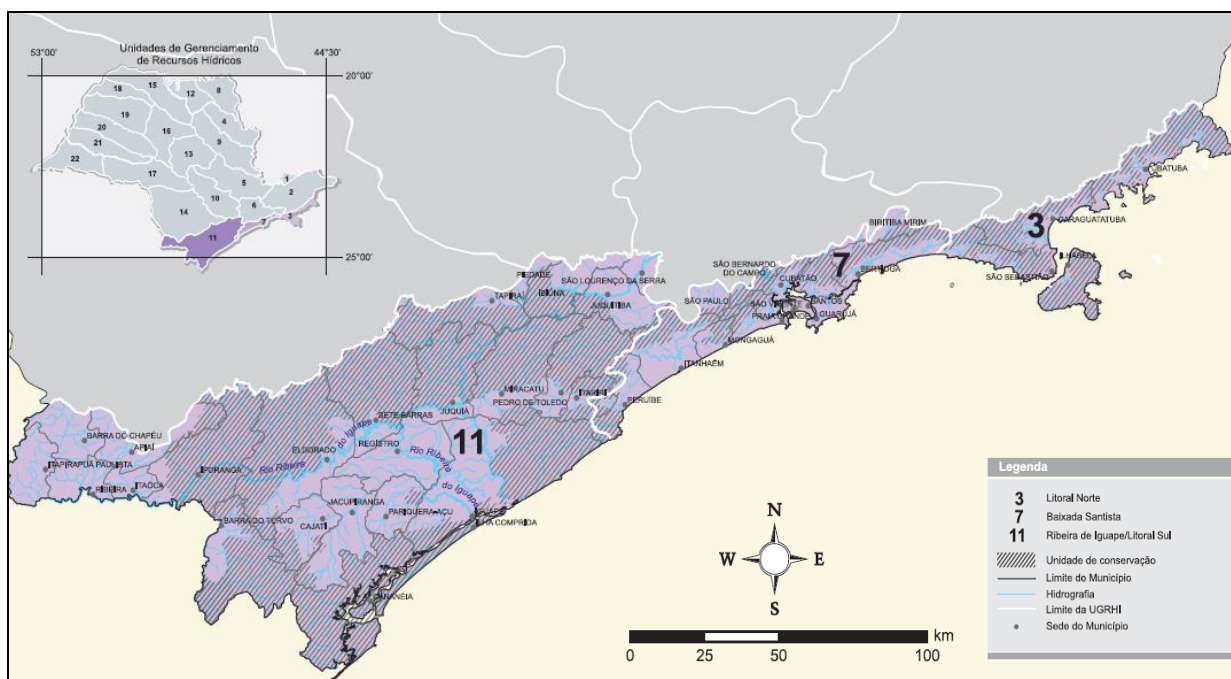 Unidades de Gerenciamento
de Recursos Hídricos
53°00'
44°30'
20°00'
25°00'
18
15
12
8
19
4
20
16
9
21
13
22
17
5
1
2
10
6
14
7
3
11
UBATUBA
CARAGUATATUBA
3
ILHABELA
SÃO SEBASTIÃO
BIRITIBA MIRIM
7
BERTIOGA
SÃO BERNARDO
DO CAMPO
CUBATÃO
SÃO PAULO
SÃO VICENTE
SANTOS
PRAIA GRANDE
GUARUJÁ
MONGAGUÁ
ITANHAÉM
PERUÍBE
PIEDADE
IBIÚNA
SÃO LOURENÇO DA SERRA
TAPIRAÍ
JUQUITIBA
MIRACATU
PEDRO DE TOLEDO
ITARIRI
JUQUIÁ
SETE BARRAS
11
REGISTRO
ELDORADO
Rio Ribeira
do Iguape
Rio Ribeira
do Iguape
IPORANGA
BARRA DO CHAPÉU
APIAÍ
ITAPIRAPUÃ PAULISTA
RIBEIRA
ITAÓCA
JACUPIRANGA
PARIQUERA-AÇU
IGUAPE
ILHA COMPRIDA
BARRA DO TURVO
CAJATI
CANANÉIA
N
W
E
S
km
0
25
50
100
Legenda
3 Litoral Norte
7 Baixada Santista
11 Ribeira de Iguape/Litoral Sul
Unidade de conservação
Limite do Município
Hidrografia
Limite da UGRHI
Sede do Município